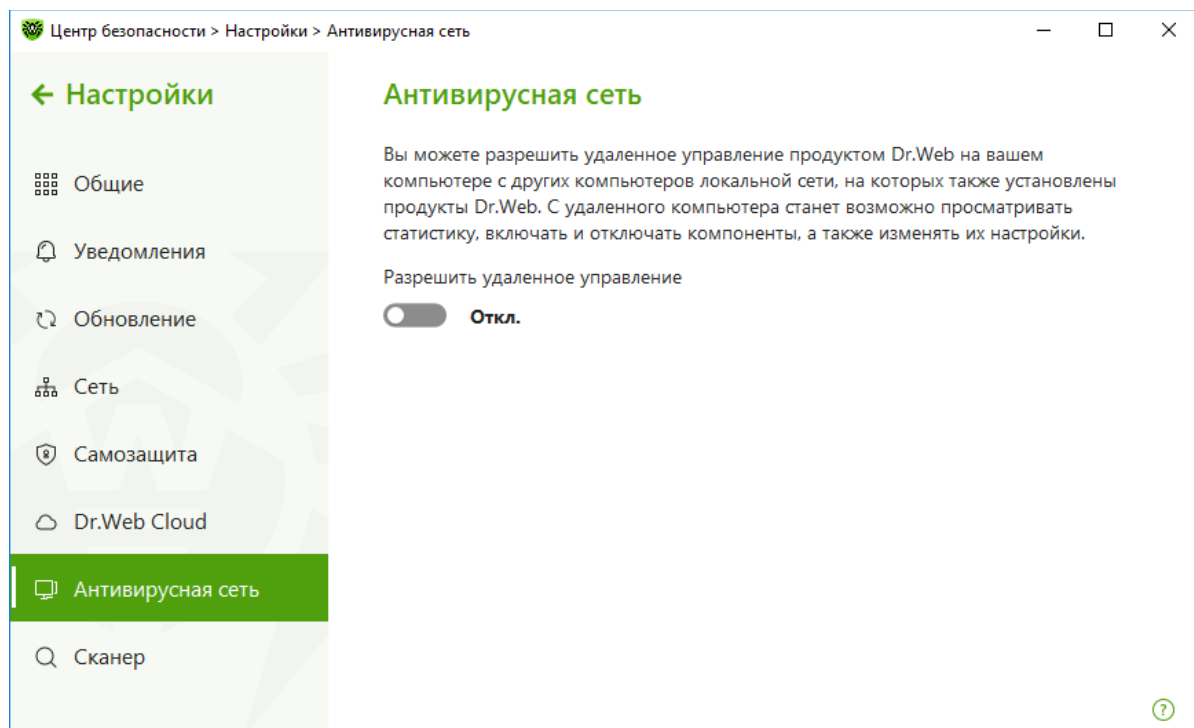 Центр безопасности > Настройки > Антивирусная сеть
Настройки
Общие
Уведомления
Обновление
Сеть
Самозащита
Dr.Web Cloud
Антивирусная сеть
Сканер
Антивирусная сеть
Вы можете разрешить удаленное управление продуктом Dr.Web на вашем
компьютере с других компьютеров локальной сети, на которых также установлены
продукты Dr.Web. С удаленного компьютера станет возможно просматривать
статистику, включать и отключать компоненты, а также изменять их настройки.
Разрешить удаленное управление
Откл.
?